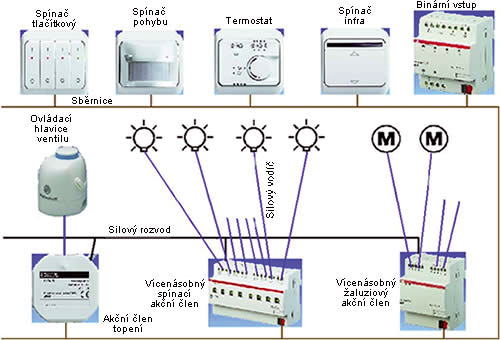 Spínač
tlačítkový
Spínač
pohybu
Termostat
Spínač
infra
Binární vstup
Sběrnice
Ovládací
hlavice
ventilu
M
M
Silový vodič
Silový rozvod
Vícenásobný
spínací
akční člen
Vícenásobný
žaluziový
akční člen
Akční člen
topení